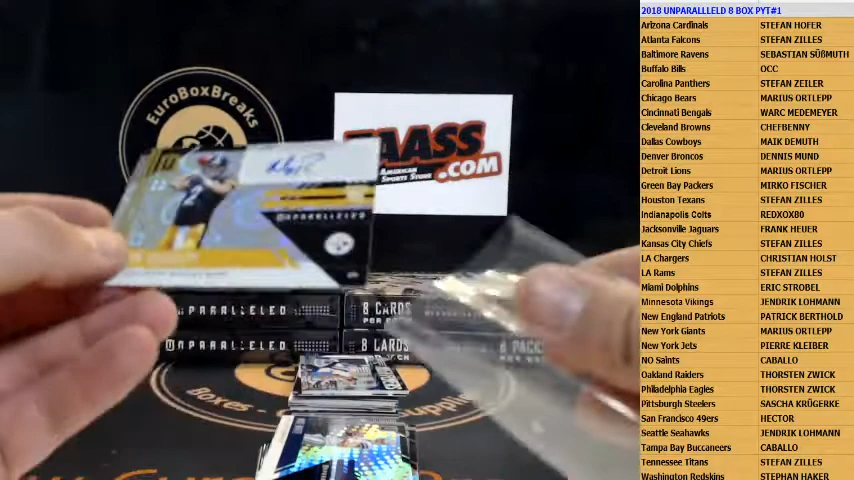 2018 UNPARALLLELD 8 BOX PYT#1
Arizona Cardinals STEFAN HOFER
Atlanta Falcons STEFAN ZILLES
Baltimore Ravens SEBASTIAN SÜßMUTH
Buffalo Bills OCC
Carolina Panthers STEFAN ZEILER
Chicago Bears MARIUS ORTLEPP
Cincinnati Bengals WARC MEDEMEYER
Cleveland Browns CHEFBENNY
Dallas Cowboys MAIK DEMUTH
Denver Broncos DENNIS MUND
Detroit Lions MARIUS ORTLEPP
Green Bay Packers MIRKO FISCHER
Houston Texans STEFAN ZILLES
Indianapolis Colts REDXOX80
Jacksonville Jaguars FRANK HEUER
Kansas City Chiefs STEFAN ZILLES
LA Chargers CHRISTIAN HOLST
LA Rams STEFAN ZILLES
Miami Dolphins ERIC STROBEL
Minnesota Vikings JENDRIK LOHMANN
New England Patriots PATRICK BERTHOLD
New York Giants MARIUS ORTLEPP
New York Jets PIERRE KLEIBER
NO Saints CABALLO
Oakland Raiders THORSTEN ZWICK
Philadelphia Eagles THORSTEN ZWICK
Pittsburgh Steelers SASCHA KRÜGERKE
San Francisco 49ers HECTOR
Seattle Seahawks JENDRIK LOHMANN
Tampa Bay Buccaneers CABALLO
Tennessee Titans STEFAN ZILLES
Washington Redskins STEPHAN HAKER
EuroBoxBreaks
.COM
Sports Store
UNPARALLELED
UNPARALLELED
8 CARDS
UNPARALLELED
8 CARDS
8 PACKS
Boxes